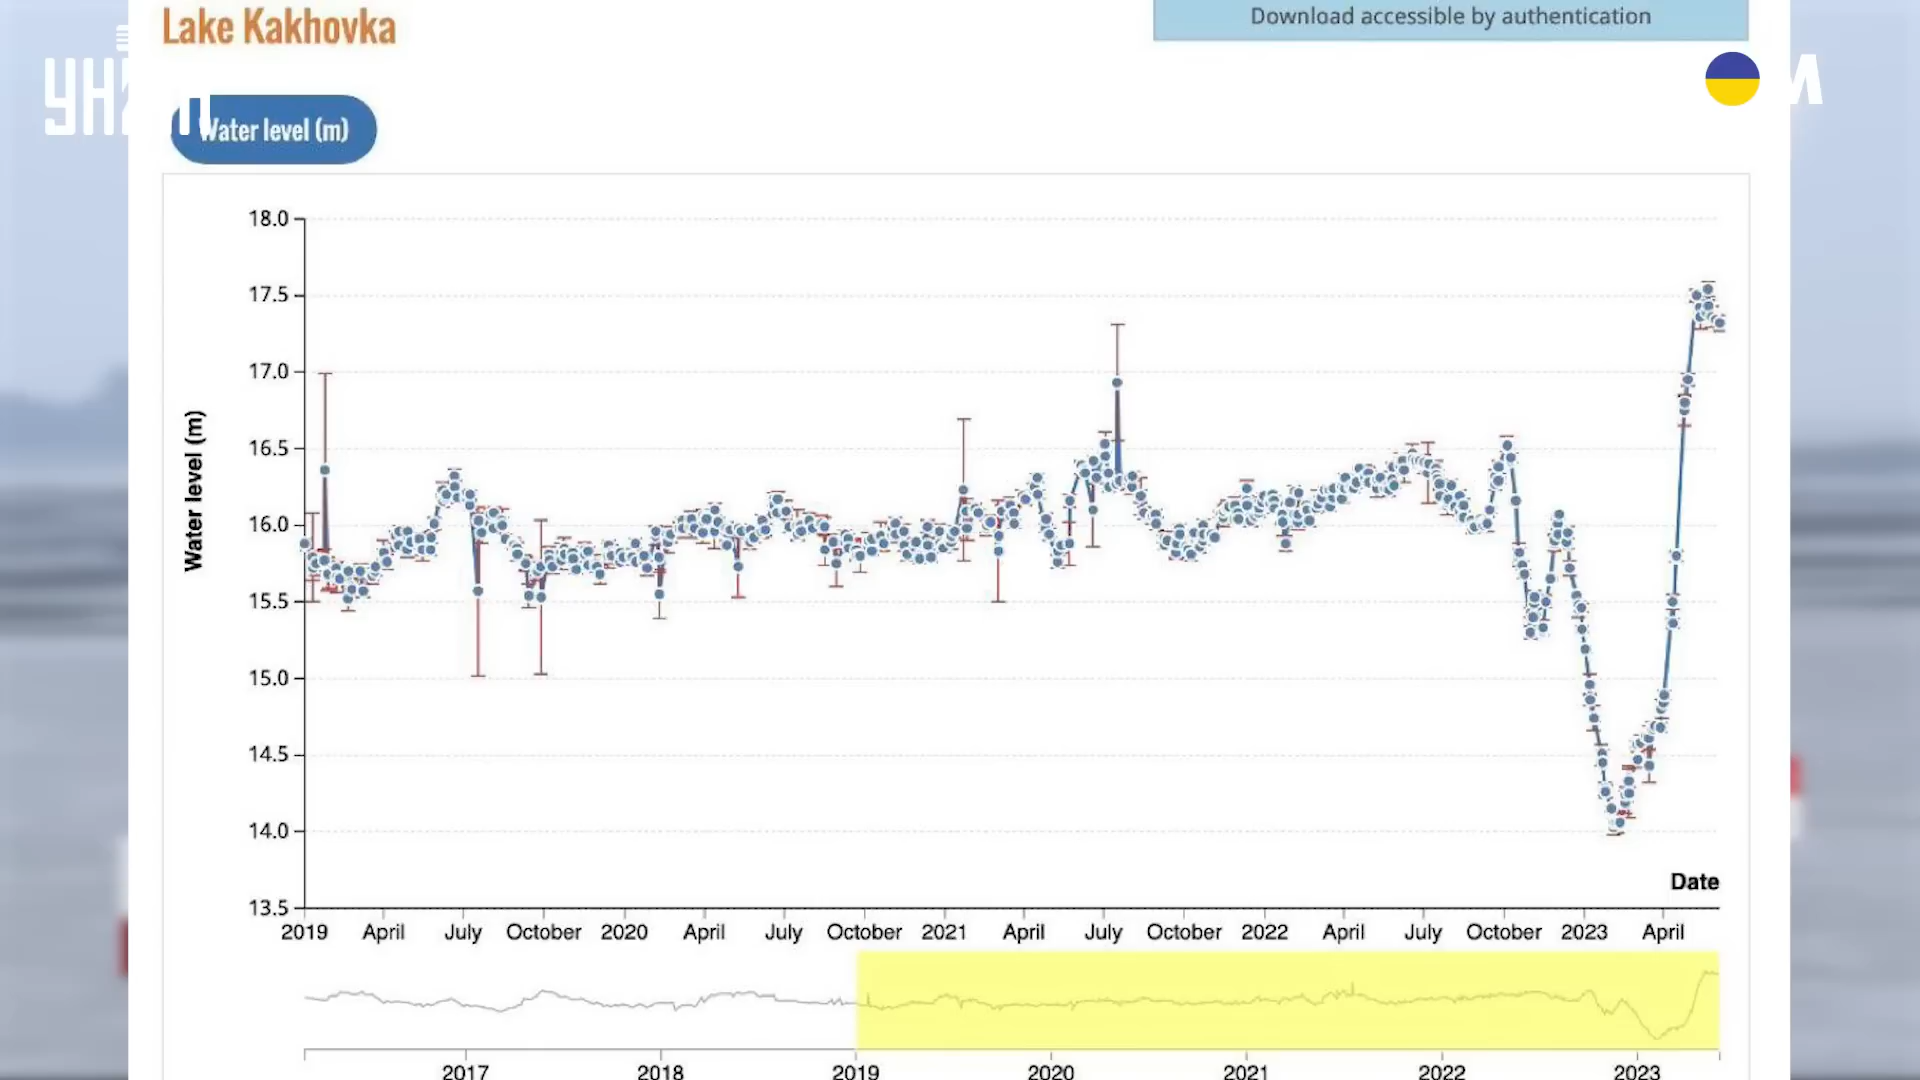 Lake Kakhovka
Download accessible by authentication
Water level (m)
18.0
17.5
17.0
16.5
16.0
15.5
15.0
14.5
14.0
13.5
Water level (m)
Date
2019 April July October 2020 April July October 2021 April July October 2022 April July October 2023 April
2017 2018 2019 2020 2021 2022 2023